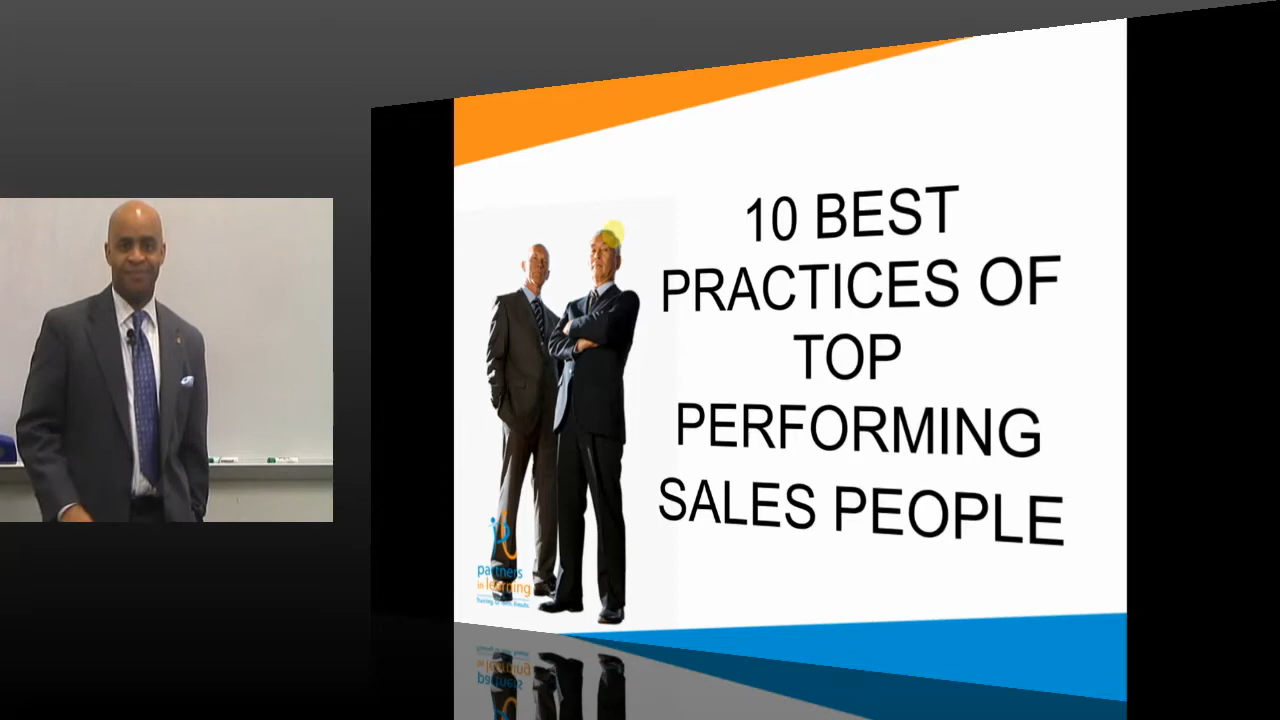 10 BEST
PRACTICES OF
TOP
PERFORMING
SALES PEOPLE
partners
in learning